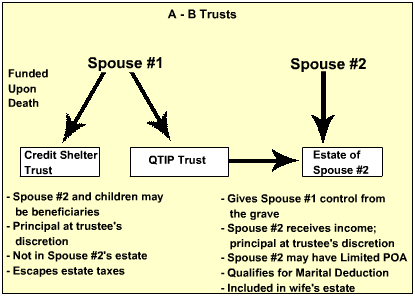 A - B Trusts
Spouse #1
Spouse #2
Funded
Upon
Death
Credit Shelter
Trust
QTIP Trust
Estate of
Spouse #2
- Spouse #2 and children may
be beneficiaries
- Principal at trustee's
discretion
- Not in Spouse #2's estate
- Escapes estate taxes
- Gives Spouse #1 control from
the grave
- Spouse #2 receives income;
principal at trustee's discretion
- Spouse #2 may have Limited POA
- Qualifies for Marital Deduction
- Included in wife's estate